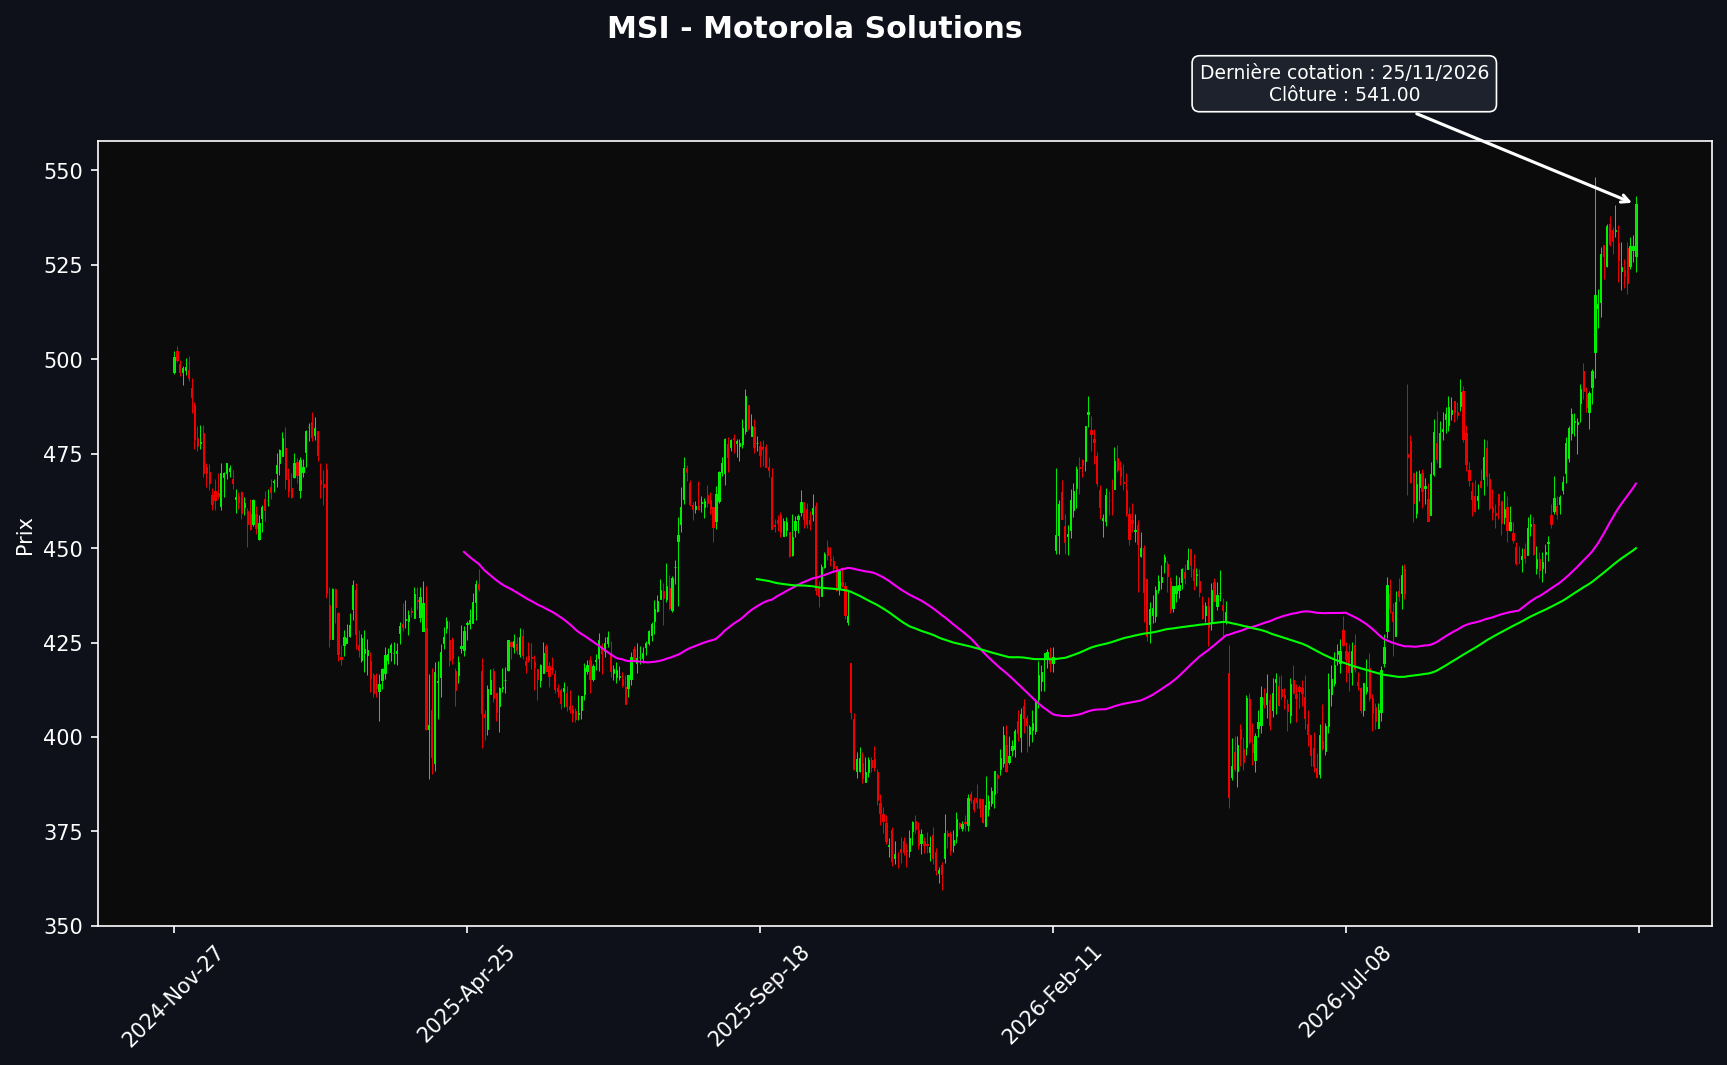 MSI - Motorola Solutions
Dernière cotation : 25/11/2026
Clôture : 541.00
Prix
550
525
500
475
450
425
400
375
350
2024-Nov-27
2025-Apr-25
2025-Sep-18
2026-Feb-11
2026-Jul-08